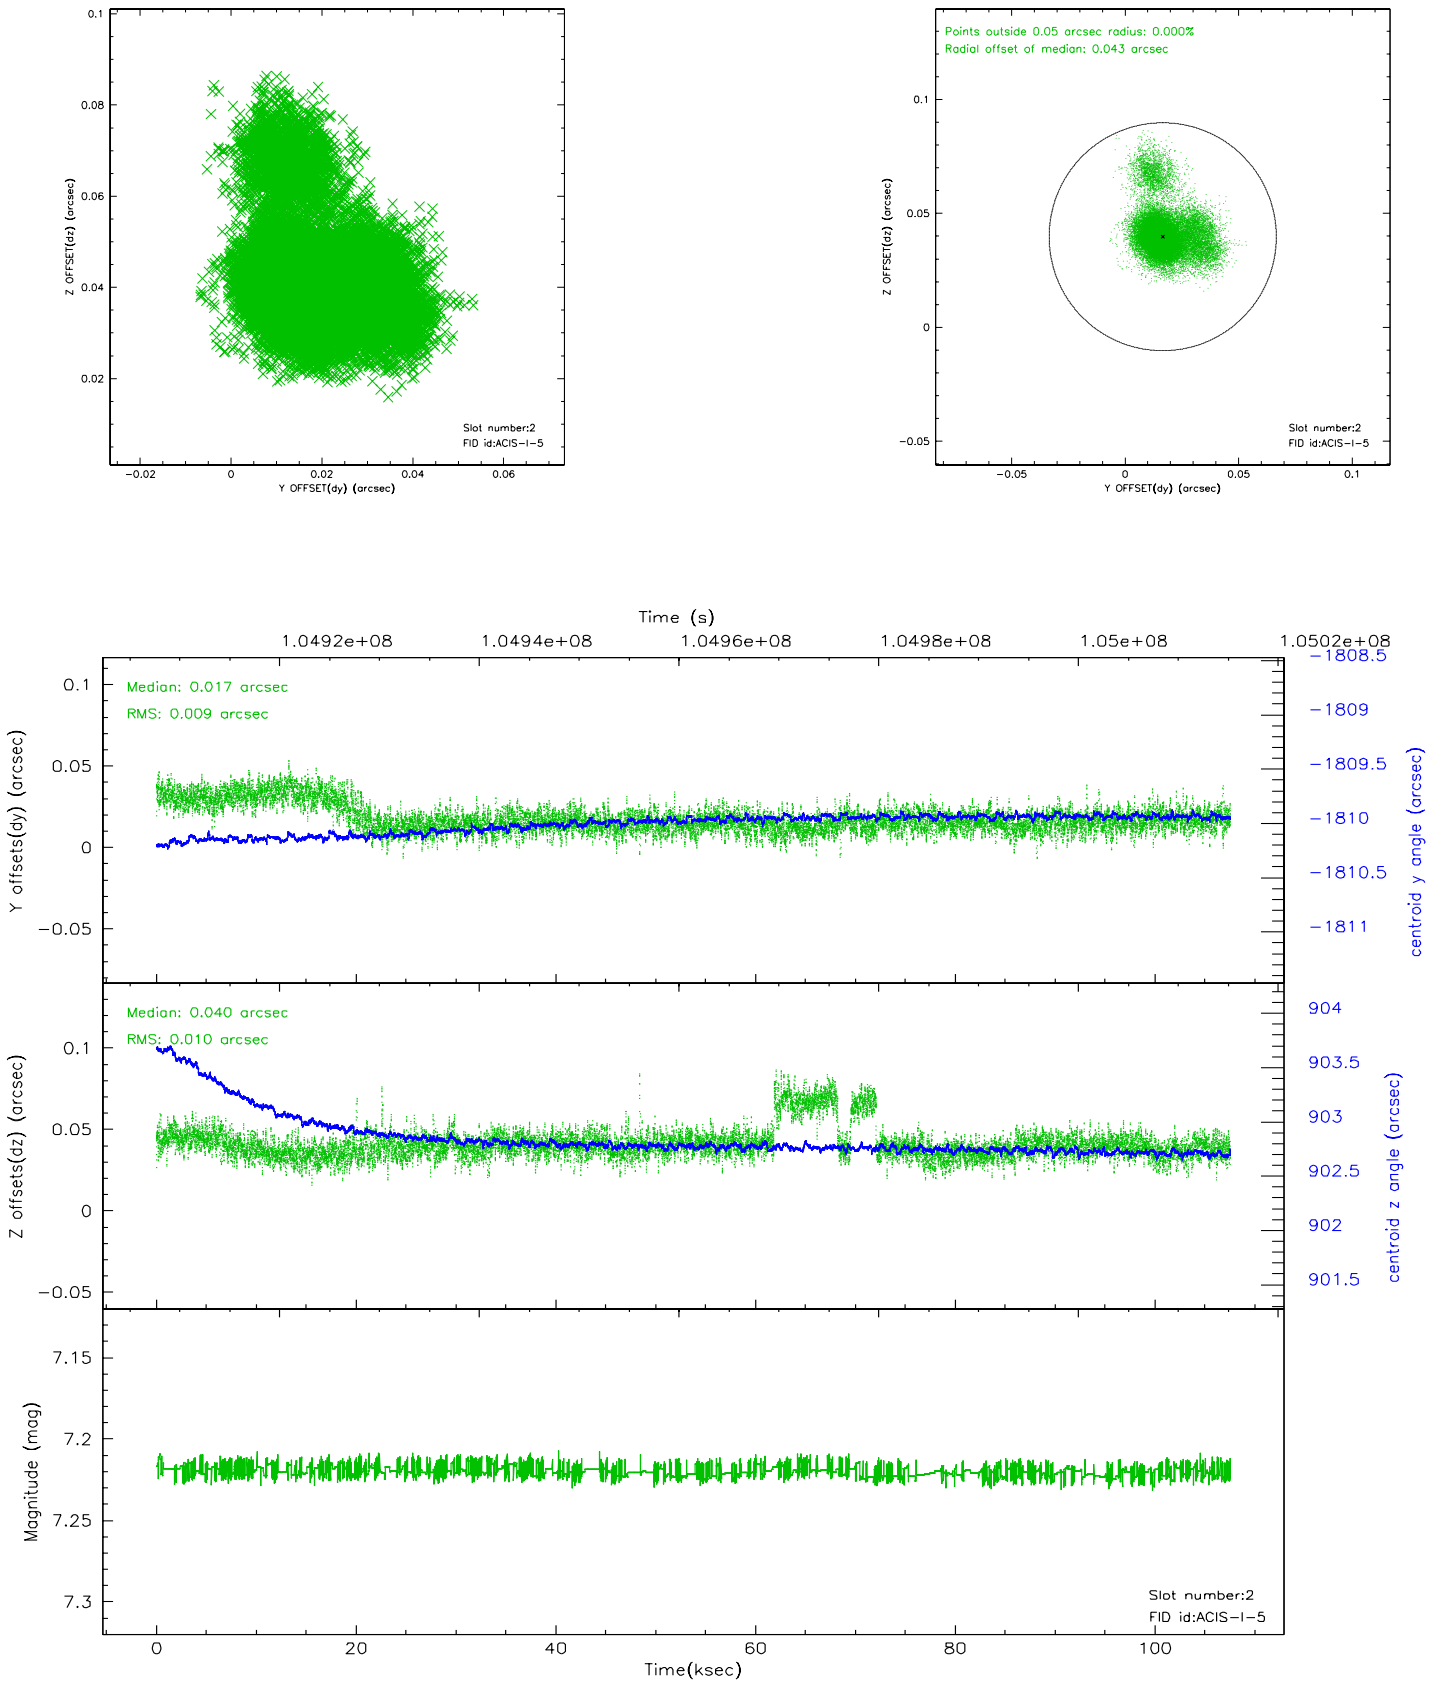 0.1
0.08
0.06
0.04
0.02
Z OFFSET(dz) (arcsec)
Slot number:2
FID id:ACIS-I-5
-0.02 0 0.02 0.04 0.06
Y OFFSET(dy) (arcsec)
Points outside 0.05 arcsec radius: 0.000%
Radial offset of median: 0.043 arcsec
0.1
0.05
0
-0.05
Z OFFSET(dz) (arcsec)
Slot number:2
FID id:ACIS-I-5
-0.05 0 0.05 0.1
Y OFFSET(dy) (arcsec)
Time (s)
1.0492e+08 1.0494e+08 1.0496e+08 1.0498e+08 1.05e+08 1.0502e+08
Median: 0.017 arcsec
RMS: 0.009 arcsec
0.1
0.05
0
-0.05
Y offsets(dy) (arcsec)
-1808.5
-1809
-1809.5
-1810
-1810.5
-1811
centroid y angle (arcsec)
Median: 0.040 arcsec
RMS: 0.010 arcsec
0.1
0.05
0
-0.05
Z offsets(dz) (arcsec)
904
903.5
903
902.5
902
901.5
centroid z angle (arcsec)
7.15
7.2
7.25
7.3
Magnitude (mag)
Slot number:2
FID id:ACIS-I-5
0 20 40 60 80 100
Time(ksec)